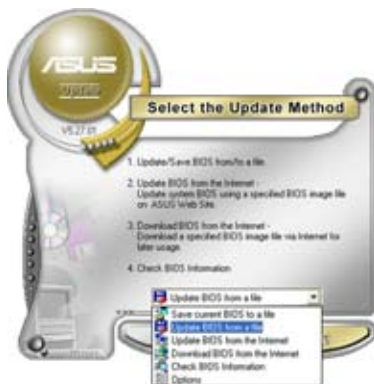 ASUS
Update
V5.27.01
Select the Update Method
1. Update/Save BIOS from/to a file.
2. Update BIOS from the Internet -
Update system BIOS using a specified BIOS image file
on ASUS Web Site.
3. Download BIOS from the Internet -
Download a specified BIOS image file via Internet for
later usage.
4. Check BIOS Information
Update BIOS from a file
Save current BIOS to a file
Update BIOS from a file
Update BIOS from the Internet
Download BIOS from the Internet
Check BIOS Information
Options